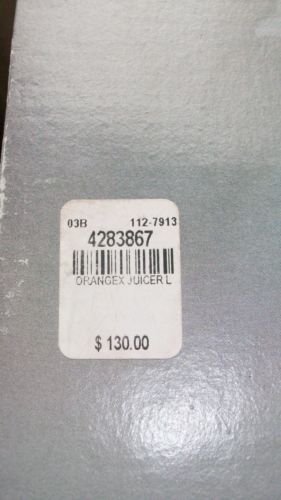 03B 112-7913
4283867
ORANGEX JUICER L
$ 130.00